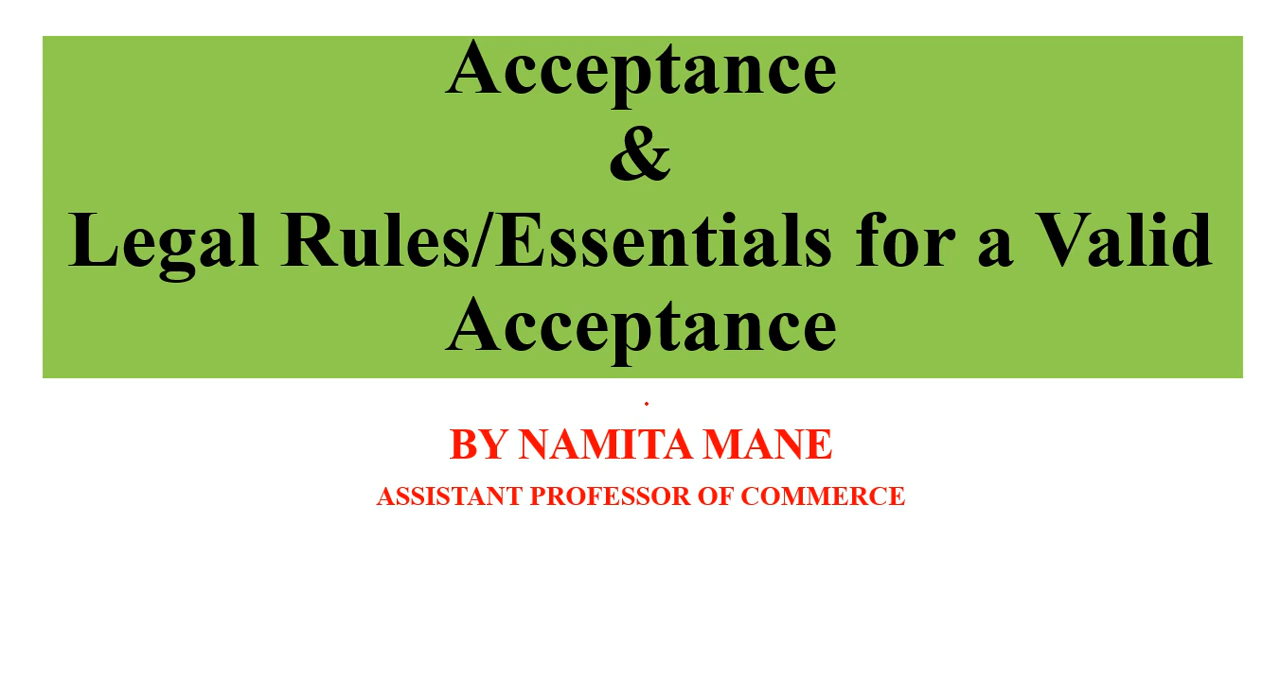 Acceptance
&
Legal Rules/Essentials for a Valid
Acceptance
BY NAMITA MANE
ASSISTANT PROFESSOR OF COMMERCE